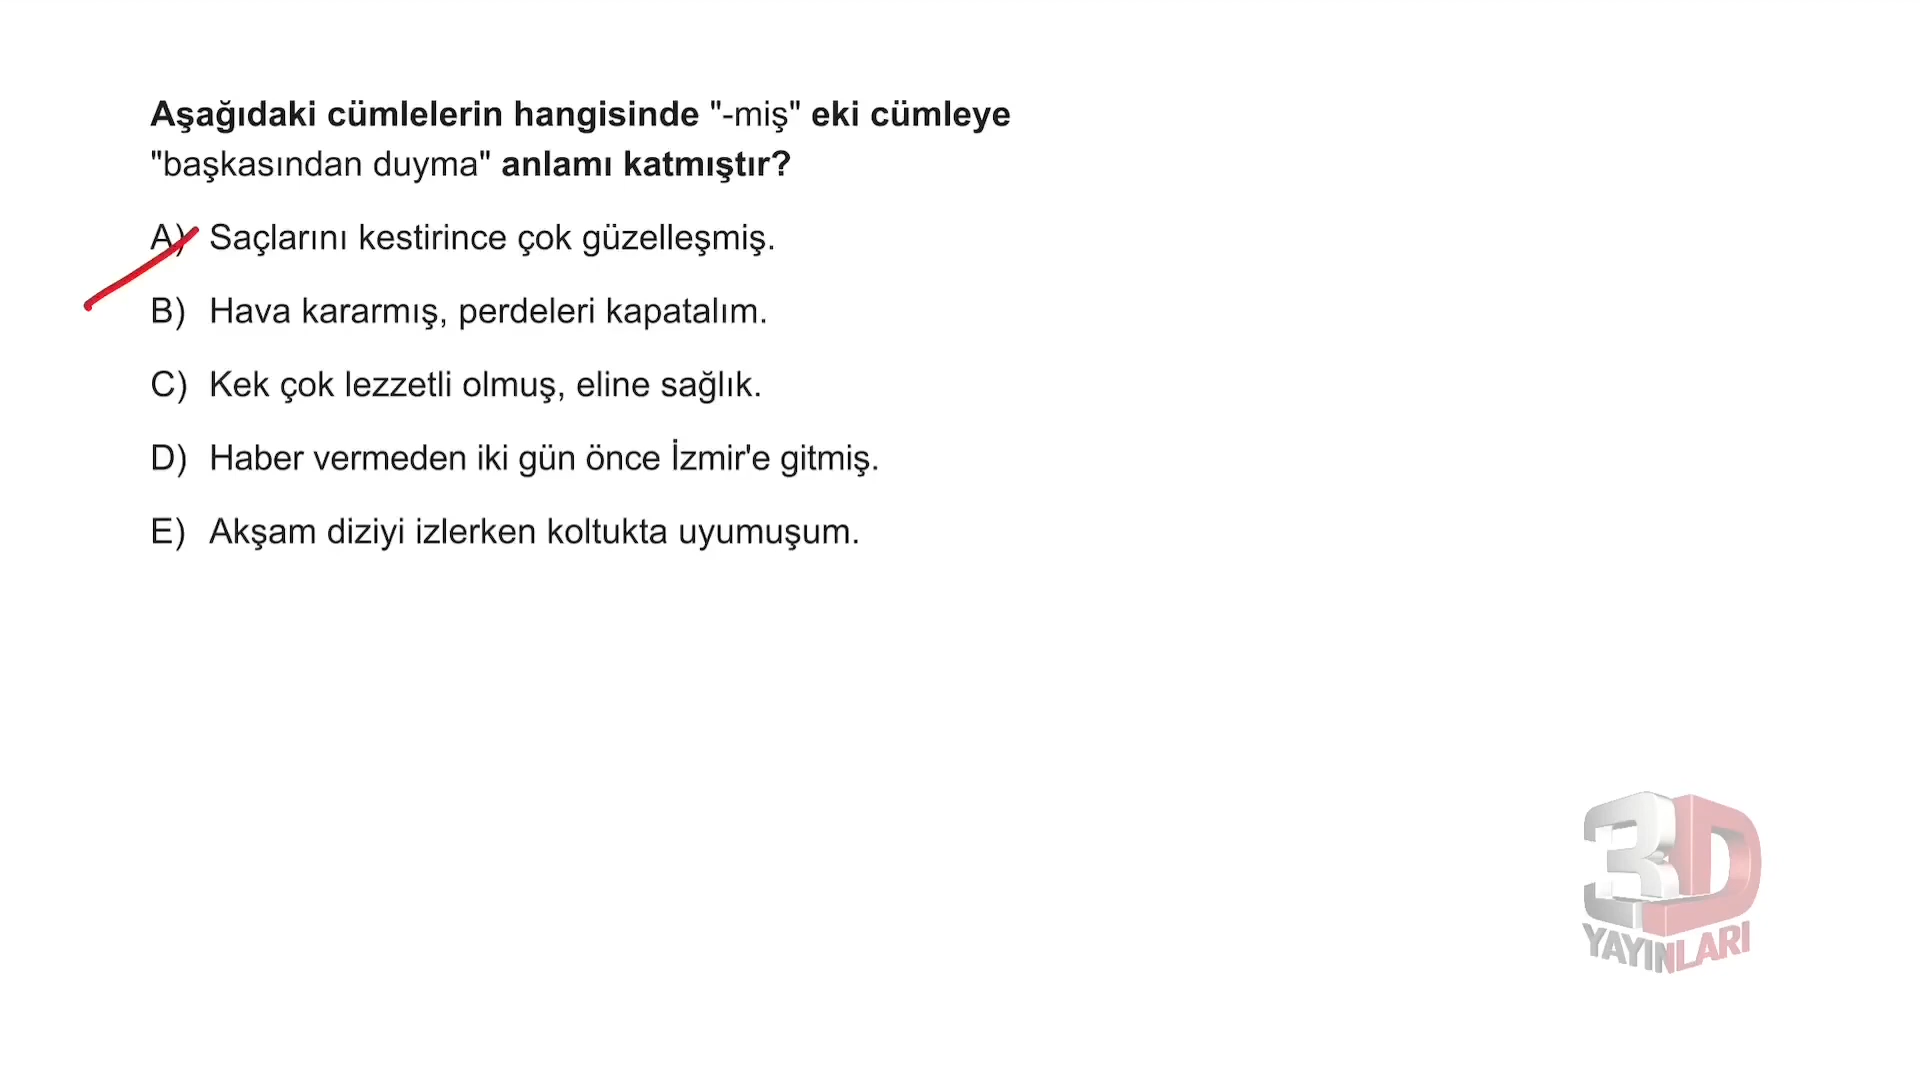 Aşağıdaki cümlelerin hangisinde "-miş" eki cümleye
"başkasından duyma" anlamı katmıştır?
A) Saçlarını kestirince çok güzelleşmiş.
B) Hava kararmış, perdeleri kapatalım.
C) Kek çok lezzetli olmuş, eline sağlık.
D) Haber vermeden iki gün önce İzmir'e gitmiş.
E) Akşam diziyi izlerken koltukta uyumuşum.
3D
YAYINLARI